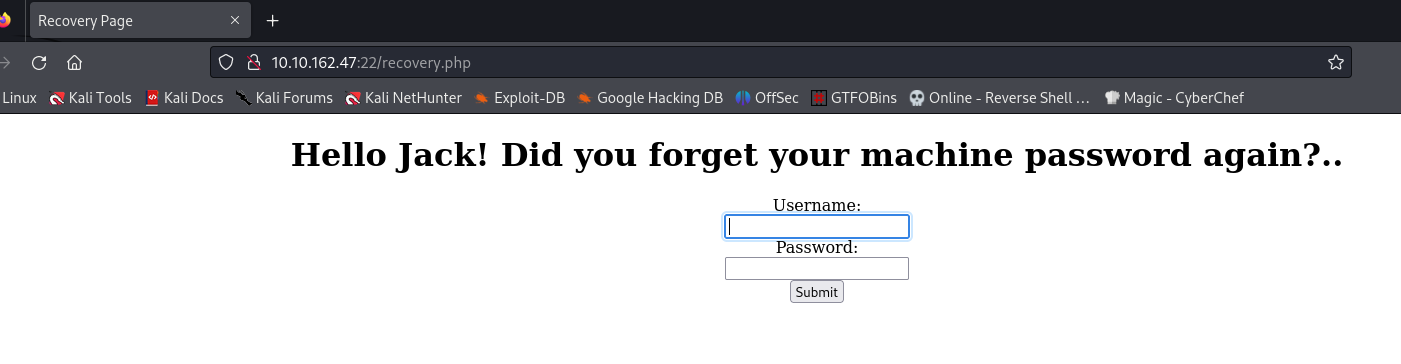 Recovery Page
10.10.162.47:22/recovery.php
Linux Kali Tools Kali Docs Kali Forums Kali NetHunter Exploit-DB Google Hacking DB OffSec GTFOBins Online - Reverse Shell ... Magic - CyberChef
Hello Jack! Did you forget your machine password again?..
Username:
Password:
Submit